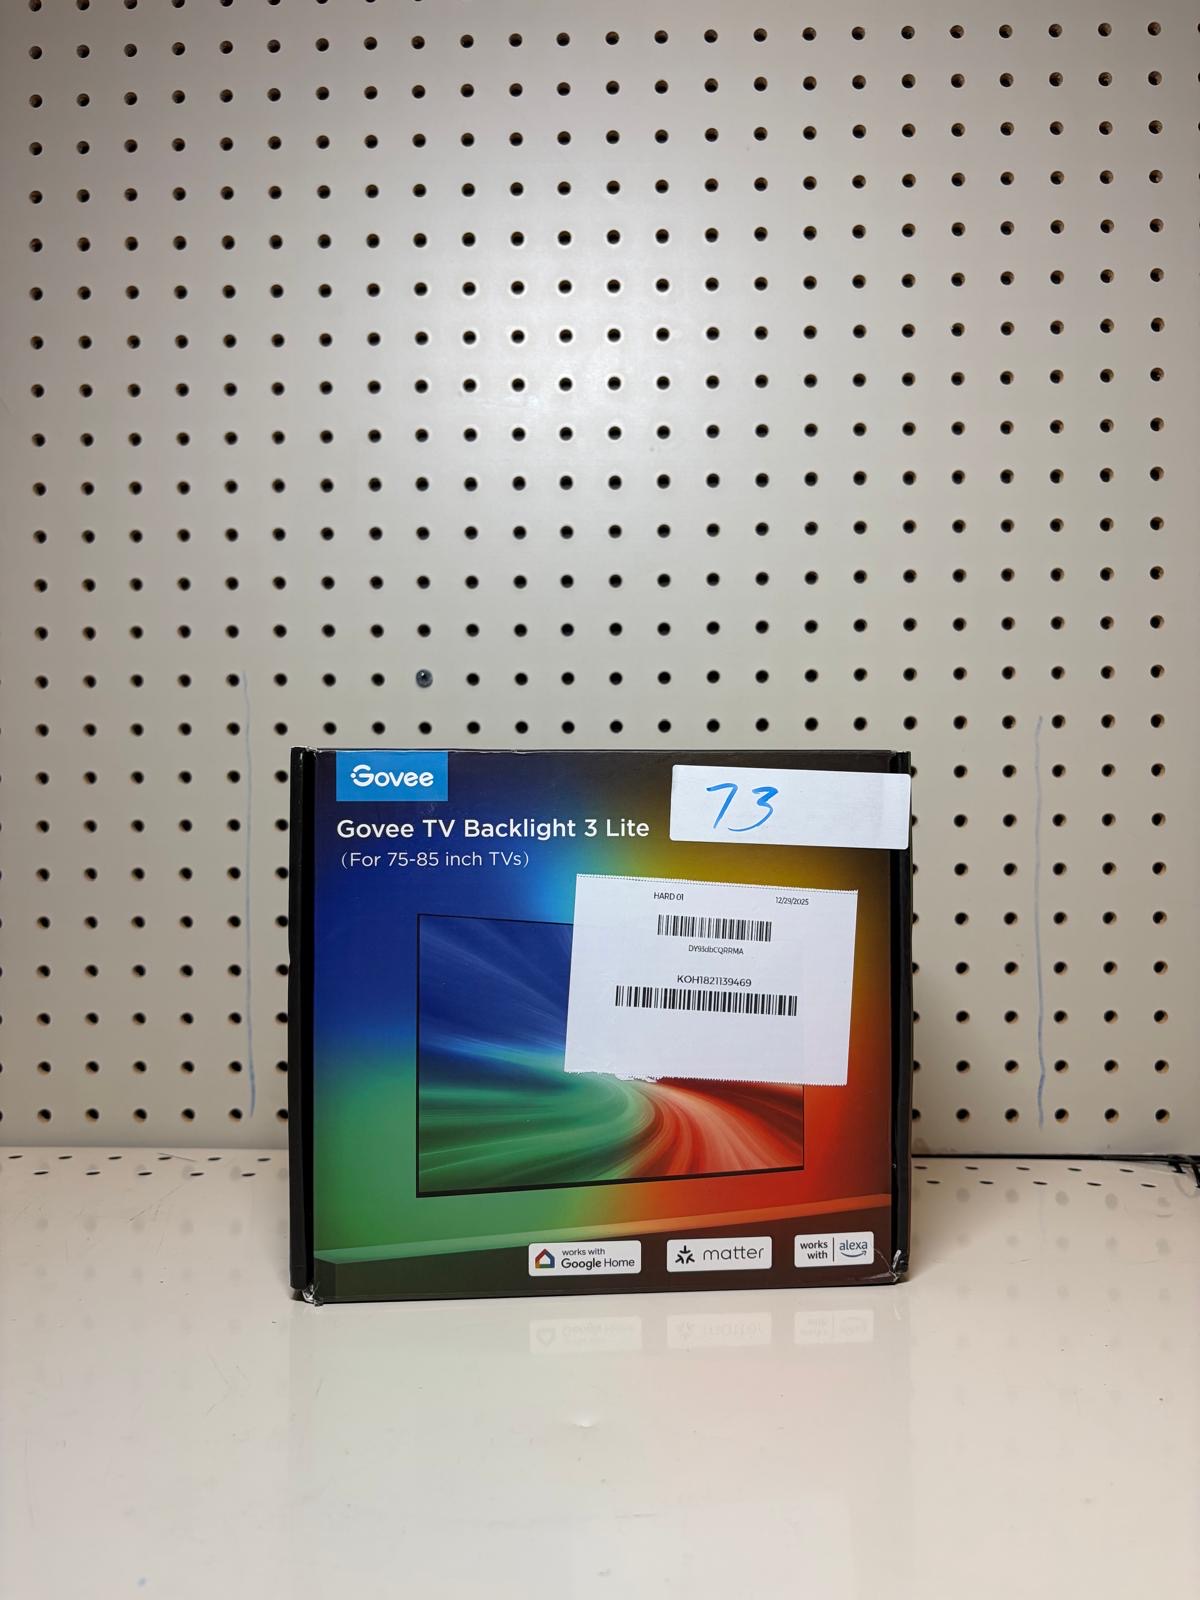 Govee
73
Govee TV Backlight 3 Lite
(For 75-85 inch TVs)
HARD 01 12/29/2025
DY93dbCQRRMA
KOH1821139469
works with
Google Home
matter
works with alexa